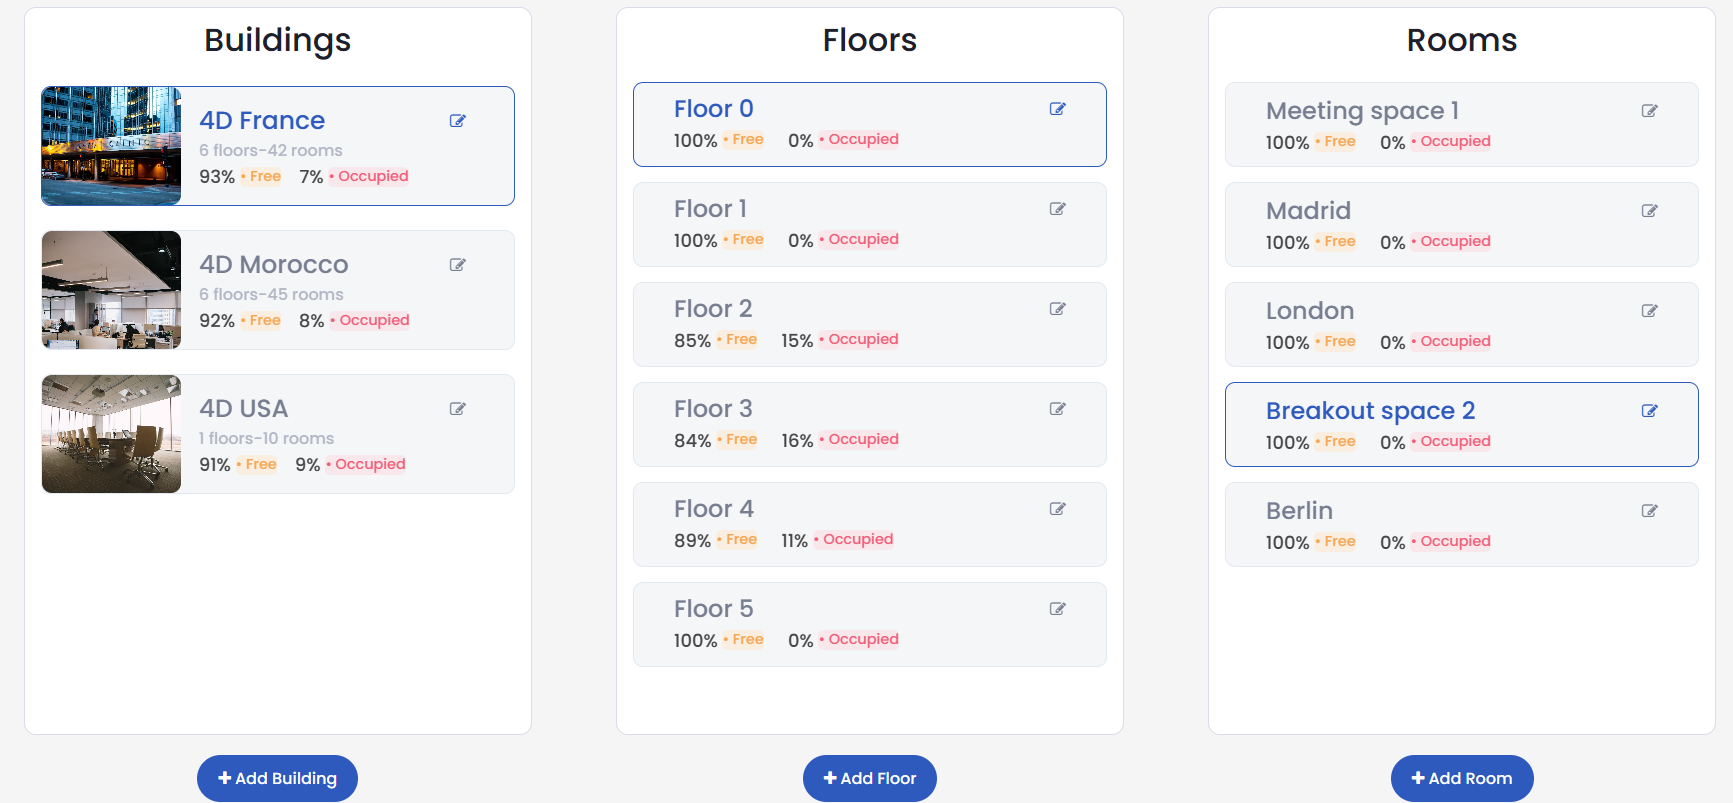 Buildings
4D France
6 floors-42 rooms
93% • Free 7% • Occupied
4D Morocco
6 floors-45 rooms
92% • Free 8% • Occupied
4D USA
1 floors-10 rooms
91% • Free 9% • Occupied
+ Add Building
Floors
Floor 0
100% • Free 0% • Occupied
Floor 1
100% • Free 0% • Occupied
Floor 2
85% • Free 15% • Occupied
Floor 3
84% • Free 16% • Occupied
Floor 4
89% • Free 11% • Occupied
Floor 5
100% • Free 0% • Occupied
+ Add Floor
Rooms
Meeting space 1
100% • Free 0% • Occupied
Madrid
100% • Free 0% • Occupied
London
100% • Free 0% • Occupied
Breakout space 2
100% • Free 0% • Occupied
Berlin
100% • Free 0% • Occupied
+ Add Room